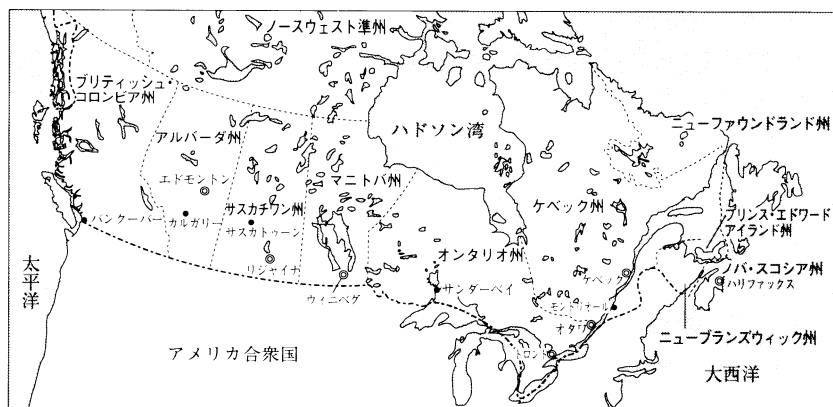 ノースウェスト準州
ブリティッシュ
コロンビア州
アルバーダ州
ハドソン湾
ニューファウンドランド州
エドモントン
マニトバ州
サスカチワン州
サスカトゥーン
ケベック州
プリンス・エドワード
アイランド州
バンクーバー
カルガリー
オンタリオ州
太平洋
リジャイナ
ケベック
ノバ・スコシア州
ハリファックス
ウィニペグ
サンダーベイ
モントリオール
オタワ
ニューブランズウィック州
トロント
アメリカ合衆国
大西洋